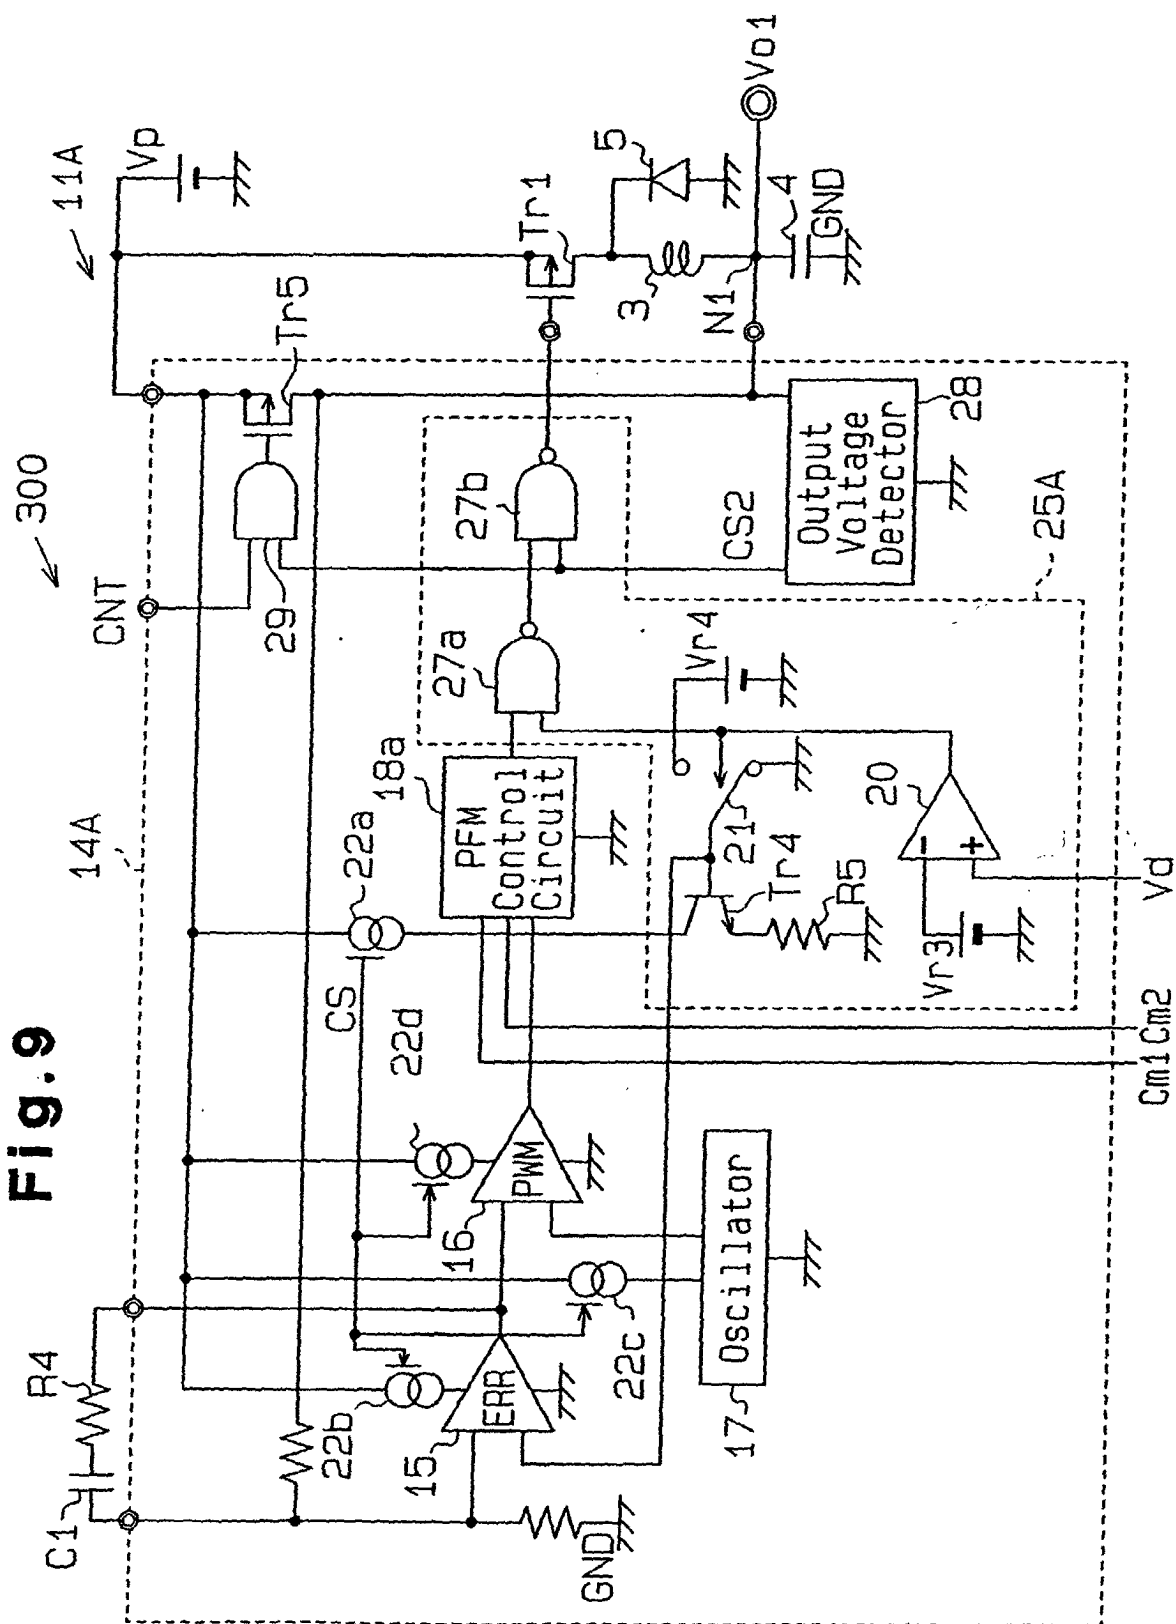 Fig.9
300
11A
14A
CNT
Vp
Tr5
29
C1
R4
CS
22a
22d
22b
15
ERR
16
PWM
22c
17
Oscillator
GND
18a
PFM
Control
Circuit
27a
27b
Tr1
5
3
N1
4
GND
Vo1
CS2
Output
Voltage
Detector
28
25A
Vr4
21
Tr4
R5
20
Vr3
Cm1
Cm2
Vd